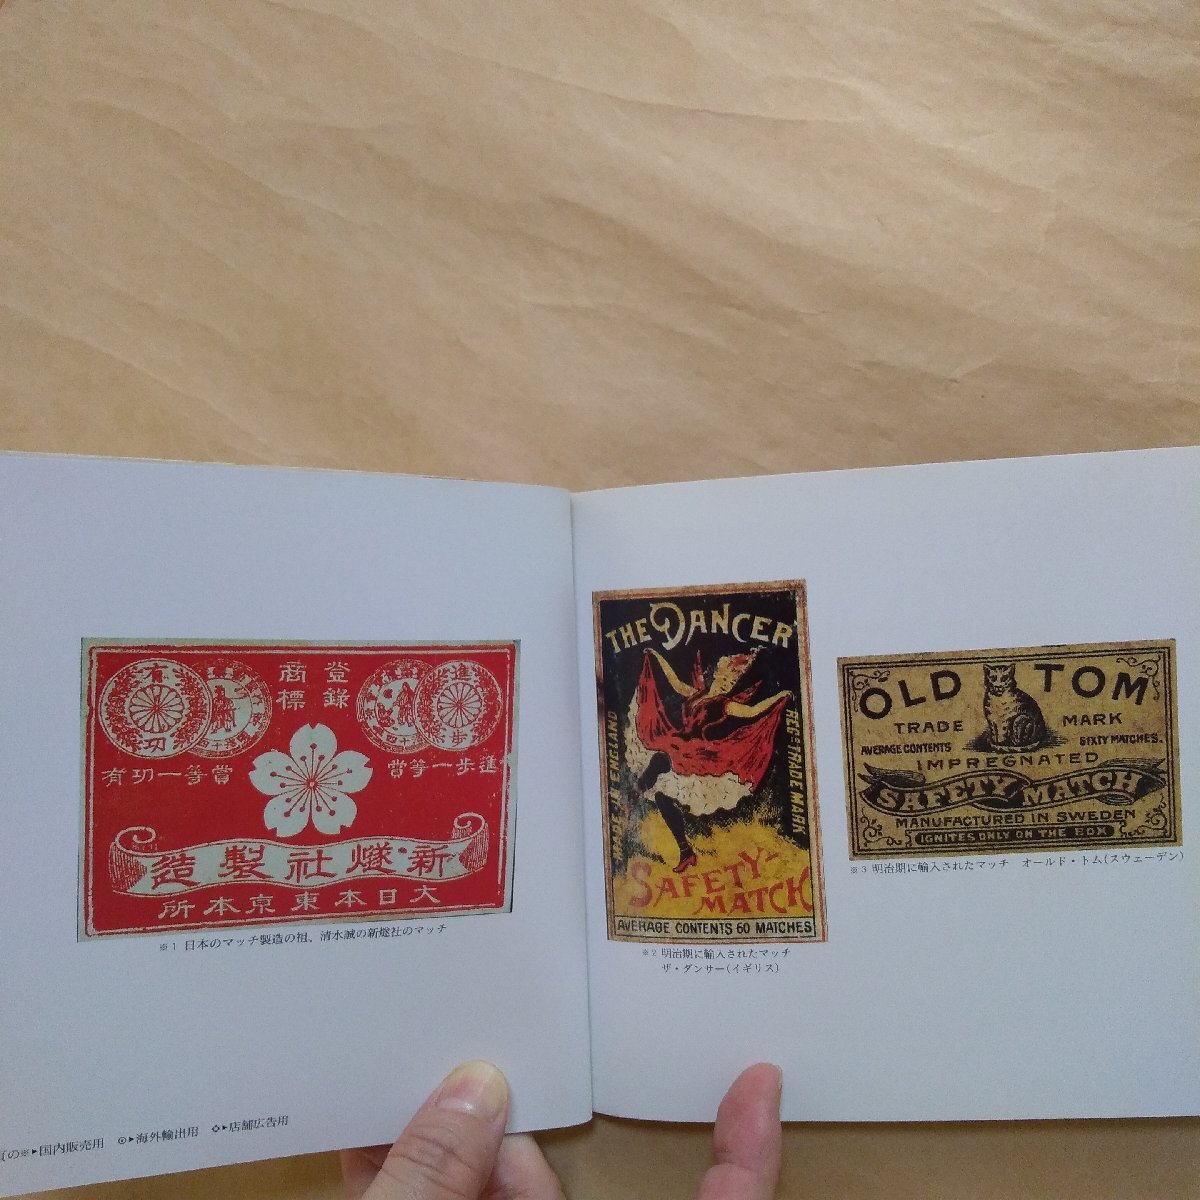 登録
商標
有功
進歩
進歩一等賞
有功一等賞
新燧社製造
大日本東京本所
※1 日本のマッチ製造の祖、清水誠の新燧社のマッチ
THE DANCER
REG. TRADE MARK
SAFETY-
MATCH
AVERAGE CONTENTS 60 MATCHES
※2 明治期に輸入されたマッチ
ザ・ダンサー(イギリス)
OLD TOM
TRADE MARK
AVERAGE CONTENTS SIXTY MATCHES.
IMPREGNATED
SAFETY MATCH
MANUFACTURED IN SWEDEN
IGNITES ONLY ON THE BOX
※3 明治期に輸入されたマッチ オールド・トム(スウェーデン)
の※▶国内販売用 ⊙▶海外輸出用 ◇▶店舗広告用